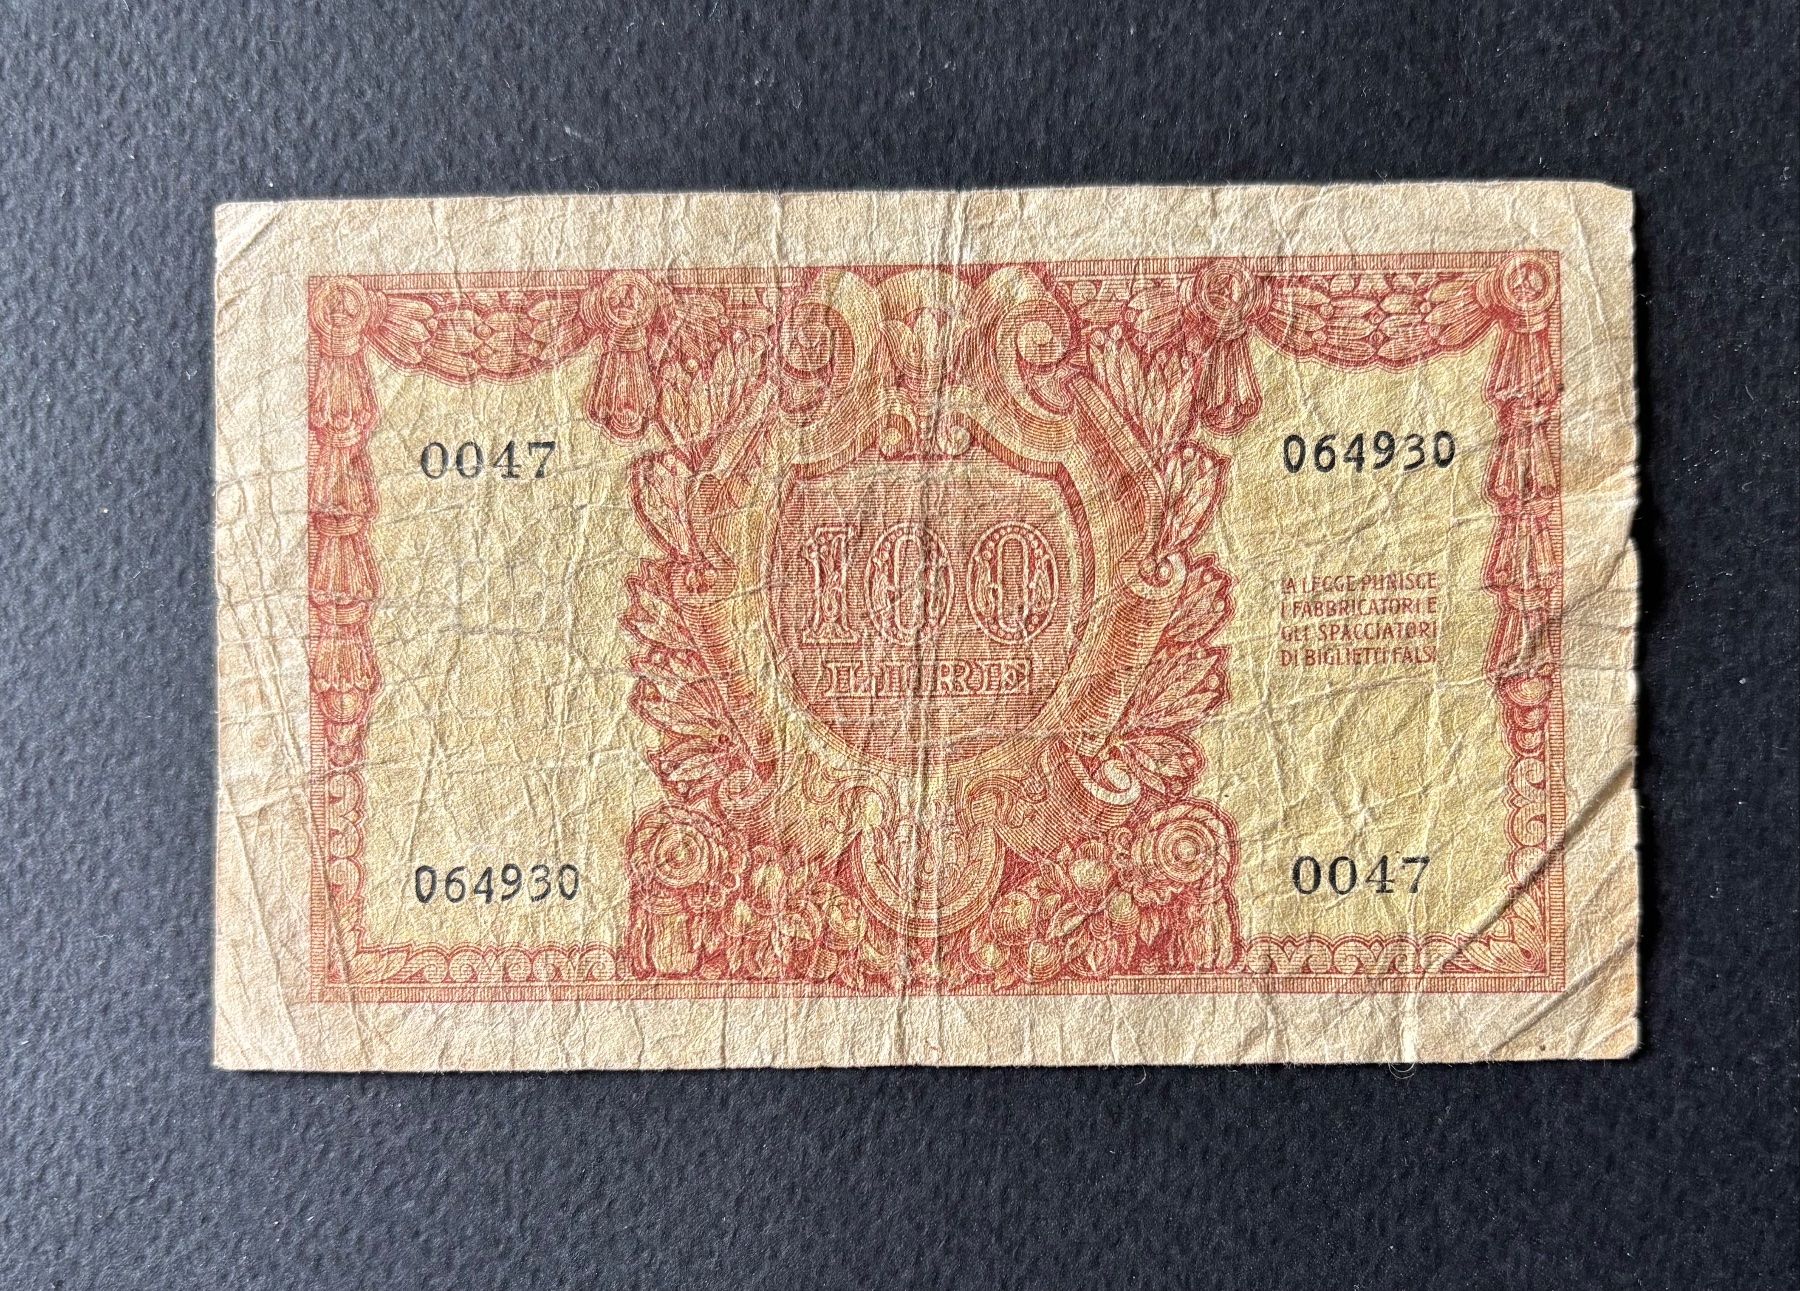 0047
064930
100
LIRE
LA LEGGE PUNISCE
I FABBRICATORI E
GLI SPACCIATORI
DI BIGLIETTI FALSI
064930
0047